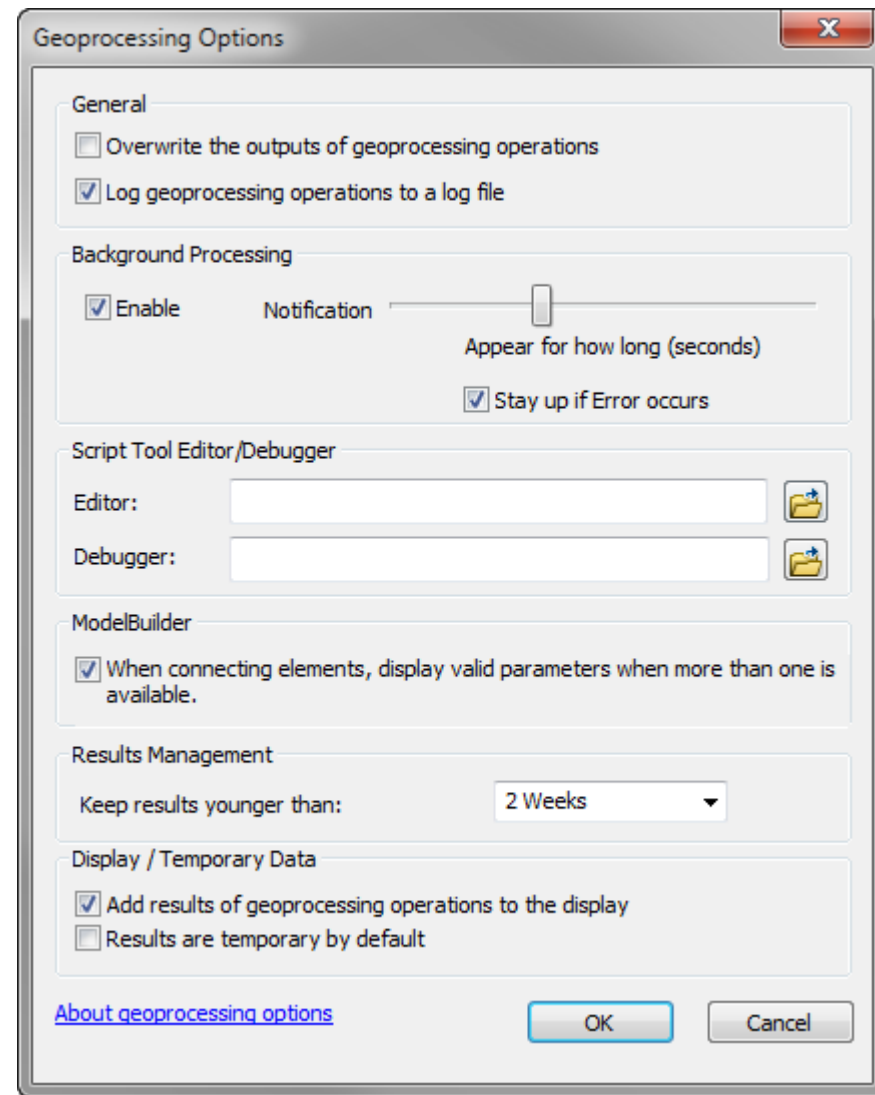 Geoprocessing Options
General
Overwrite the outputs of geoprocessing operations
Log geoprocessing operations to a log file
Background Processing
Enable
Notification
Appear for how long (seconds)
Stay up if Error occurs
Script Tool Editor/Debugger
Editor:
Debugger:
ModelBuilder
When connecting elements, display valid parameters when more than one is
available.
Results Management
Keep results younger than:
2 Weeks
Display / Temporary Data
Add results of geoprocessing operations to the display
Results are temporary by default
About geoprocessing options
OK
Cancel